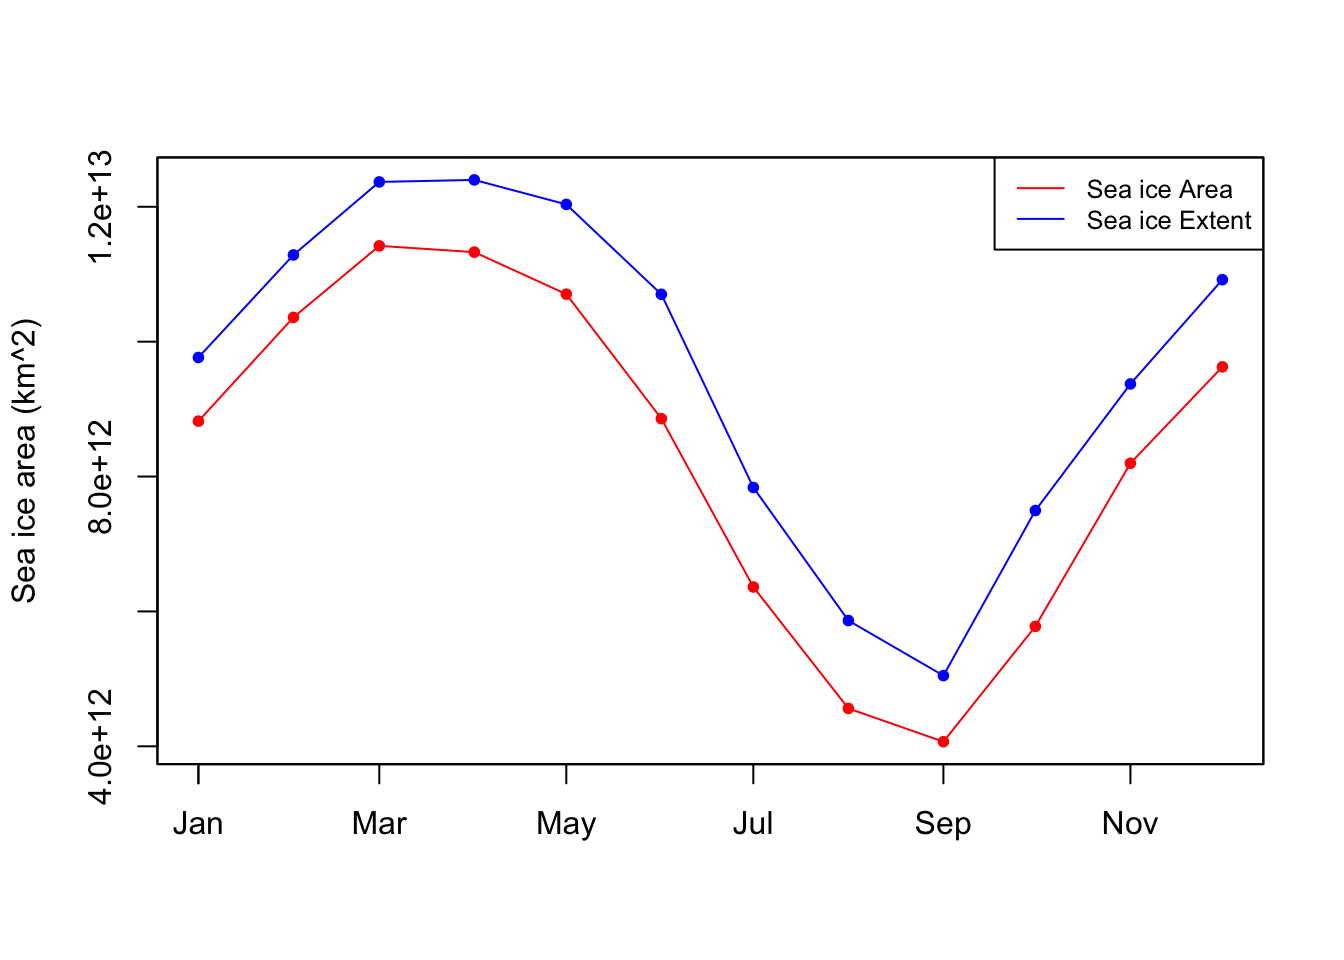 Sea ice area (km^2)
1.2e+13
8.0e+12
4.0e+12
Sea ice Area
Sea ice Extent
Jan Mar May Jul Sep Nov